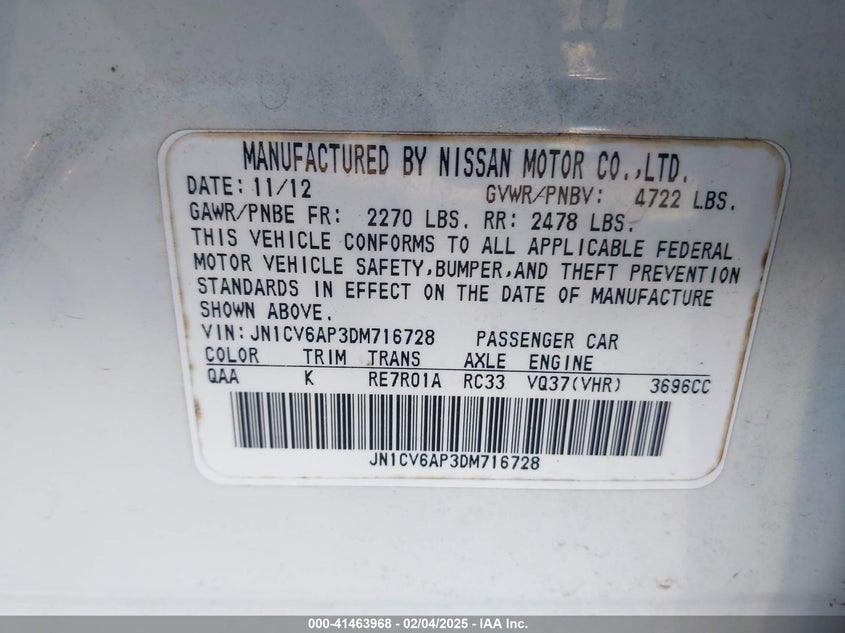 MANUFACTURED BY NISSAN MOTOR CO.,LTD.
DATE: 11/12 GVWR/PNBV: 4722 LBS.
GAWR/PNBE FR: 2270 LBS. RR: 2478 LBS.
THIS VEHICLE CONFORMS TO ALL APPLICABLE FEDERAL
MOTOR VEHICLE SAFETY,BUMPER,AND THEFT PREVENTION
STANDARDS IN EFFECT ON THE DATE OF MANUFACTURE
SHOWN ABOVE.
VIN:JN1CV6AP3DM716728 PASSENGER CAR
COLOR TRIM TRANS AXLE ENGINE
QAA K RE7R01A RC33 VQ37(VHR) 3696CC
JN1CV6AP3DM716728
000-41463968 - 02/04/2025 - IAA Inc.